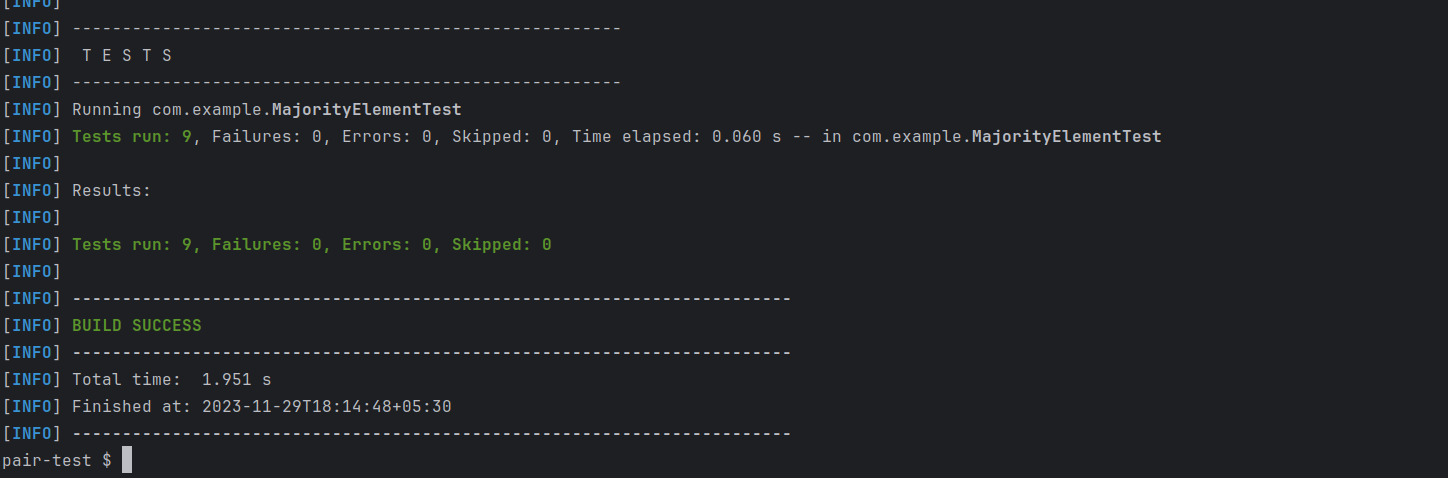 [INFO]
[INFO] -------------------------------------------------------
[INFO]  T E S T S
[INFO] -------------------------------------------------------
[INFO] Running com.example.MajorityElementTest
[INFO] Tests run: 9, Failures: 0, Errors: 0, Skipped: 0, Time elapsed: 0.060 s -- in com.example.MajorityElementTest
[INFO]
[INFO] Results:
[INFO]
[INFO] Tests run: 9, Failures: 0, Errors: 0, Skipped: 0
[INFO]
[INFO] ------------------------------------------------------------------------
[INFO] BUILD SUCCESS
[INFO] ------------------------------------------------------------------------
[INFO] Total time:  1.951 s
[INFO] Finished at: 2023-11-29T18:14:48+05:30
[INFO] ------------------------------------------------------------------------
pair-test $